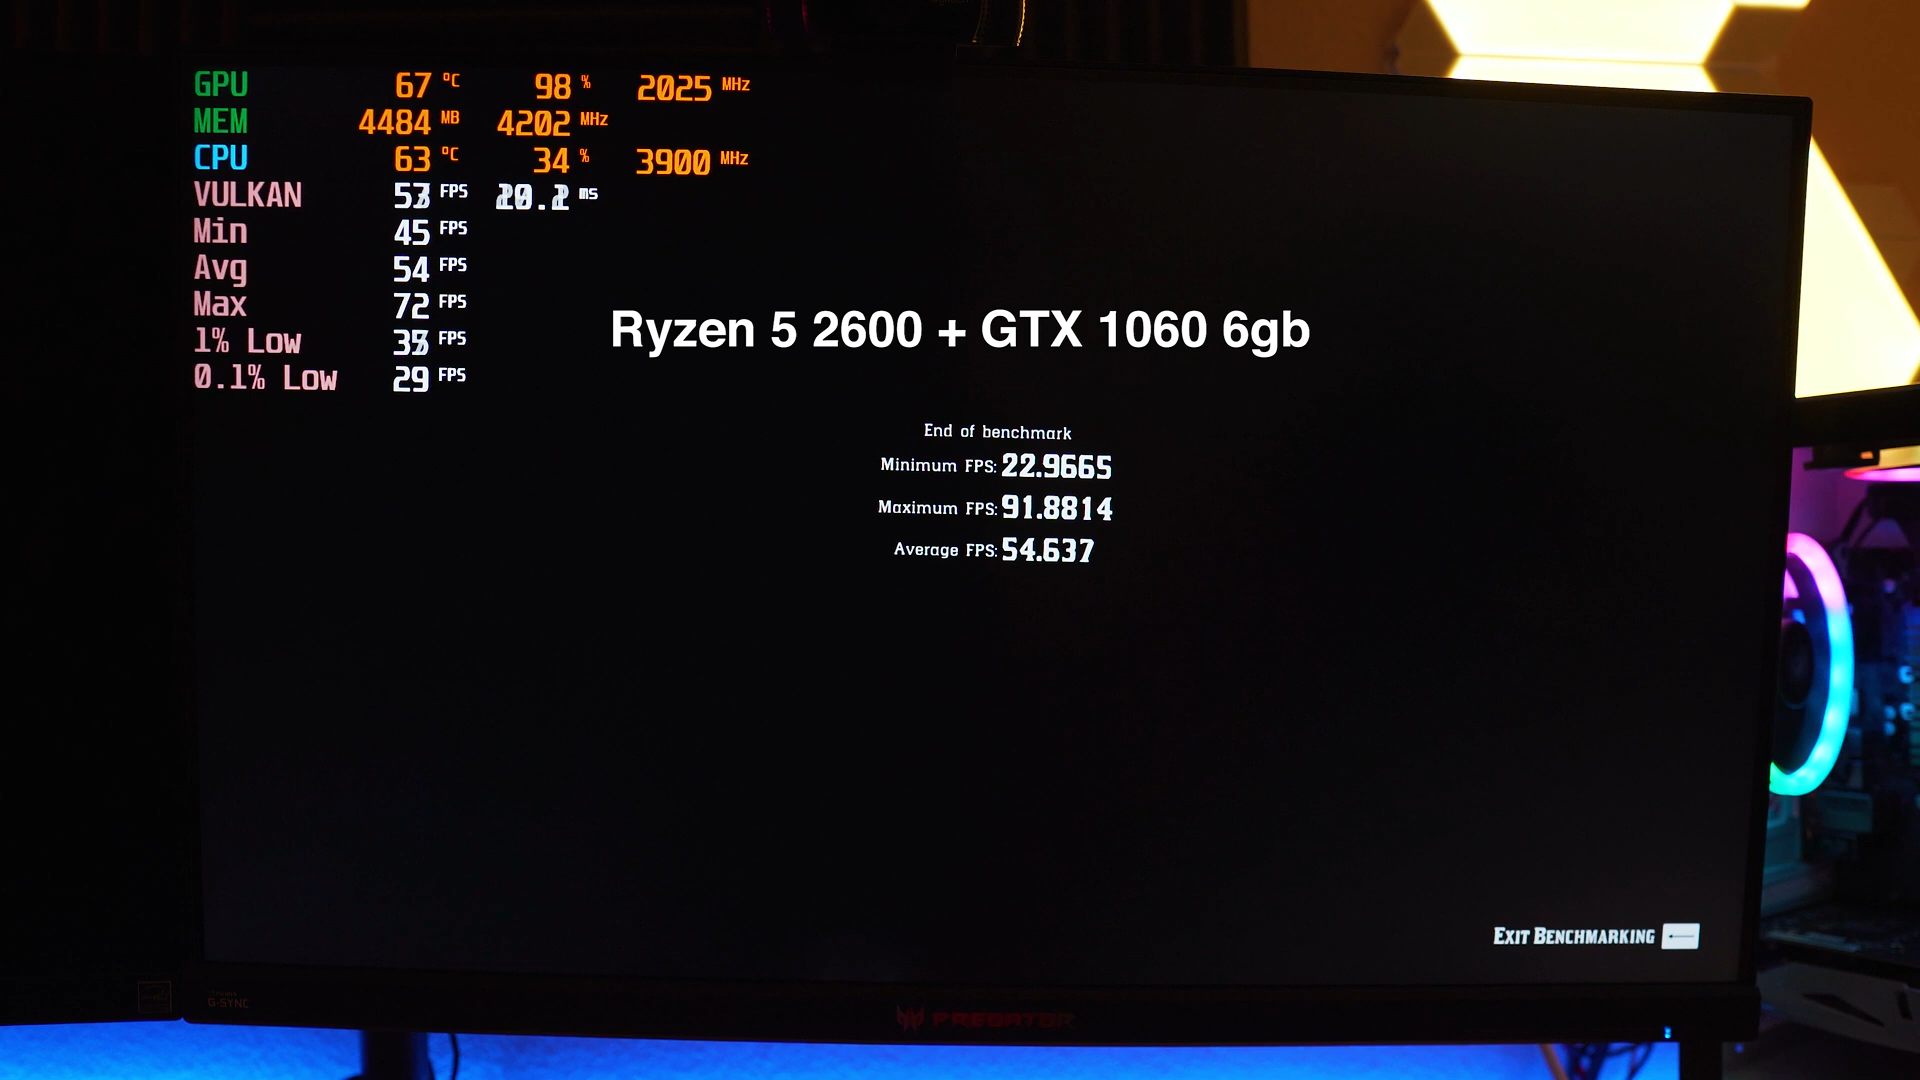 GPU 67 °C 98 % 2025 MHz
MEM 4484 MB 4202 MHz
CPU 63 °C 34 % 3900 MHz
VULKAN FPS ms
Min 45 FPS
Avg 54 FPS
Max 72 FPS
1% Low FPS
0.1% Low 29 FPS
Ryzen 5 2600 + GTX 1060 6gb
End of benchmark
Minimum FPS: 22.9665
Maximum FPS: 91.8814
Average FPS: 54.637
EXIT BENCHMARKING
G-SYNC
PREDATOR